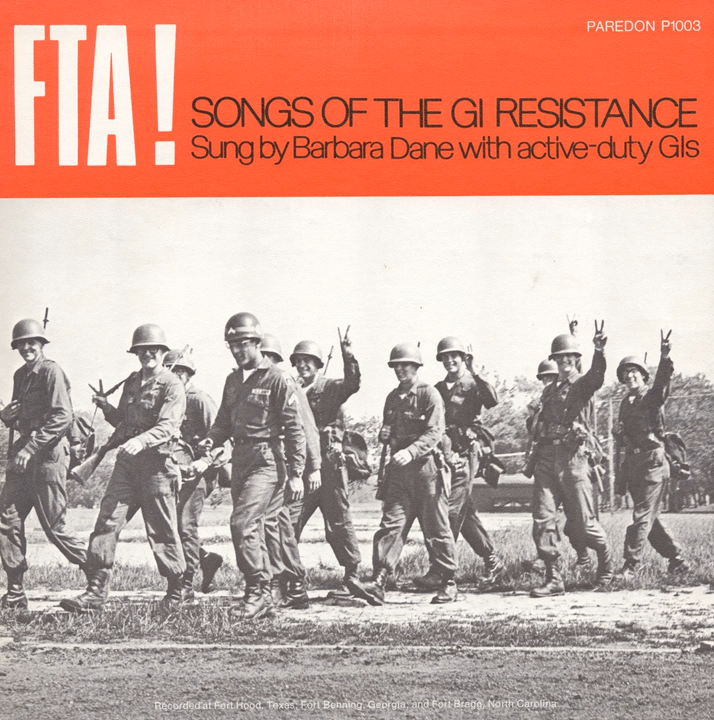 PAREDON P1003
FTA!
SONGS OF THE GI RESISTANCE
Sung by Barbara Dane with active-duty GIs
Recorded at Fort Hood, Texas; Fort Benning, Georgia; and Fort Bragg, North Carolina